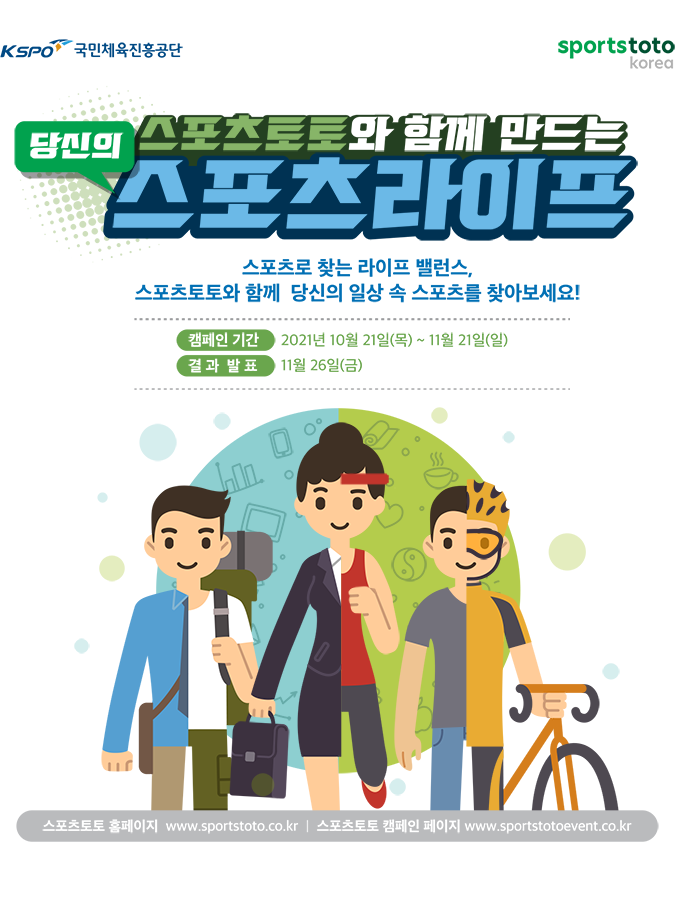 KSPO 국민체육진흥공단
sportstoto
korea
당신의 스포츠토토와 함께 만드는
스포츠라이프
스포츠로 찾는 라이프 밸런스,
스포츠토토와 함께 당신의 일상 속 스포츠를 찾아보세요!
캠페인 기간 2021년 10월 21일(목) ~ 11월 21일(일)
결 과 발 표 11월 26일(금)
스포츠토토 홈페이지 www.sportstoto.co.kr | 스포츠토토 캠페인 페이지 www.sportstotoevent.co.kr